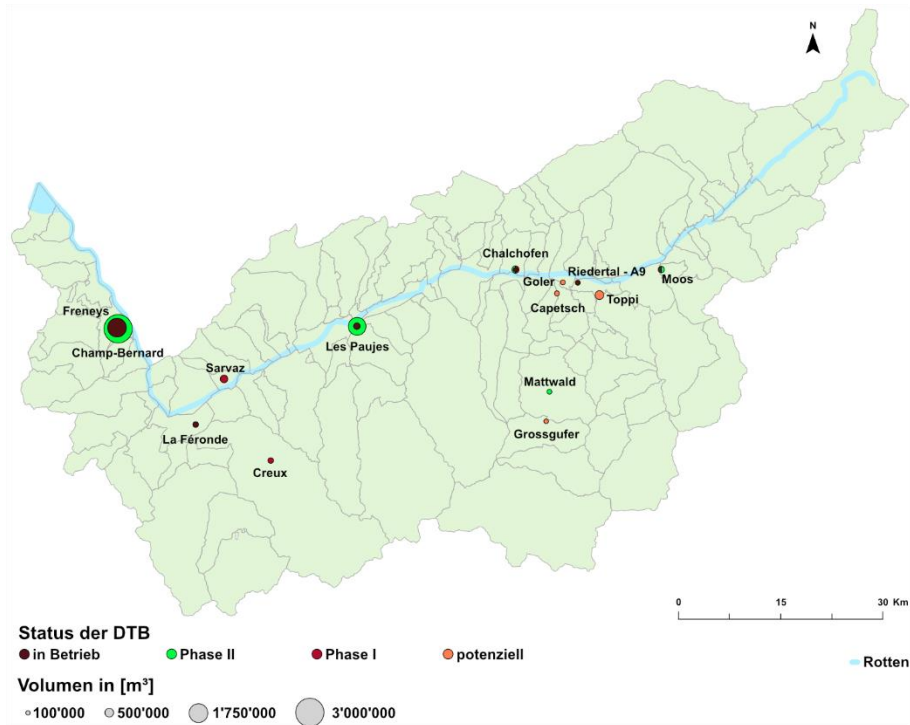 N
Chalchofen
Goler
Riedertal - A9
Moos
Capetsch
Toppi
Freneys
Champ-Bernard
Les Paujes
Sarvaz
Mattwald
La Féronde
Grossgufer
Creux
0 15 30 Km
Status der DTB
in Betrieb Phase II Phase I potenziell
Rotten
Volumen in [m³]
100'000 500'000 1'750'000 3'000'000